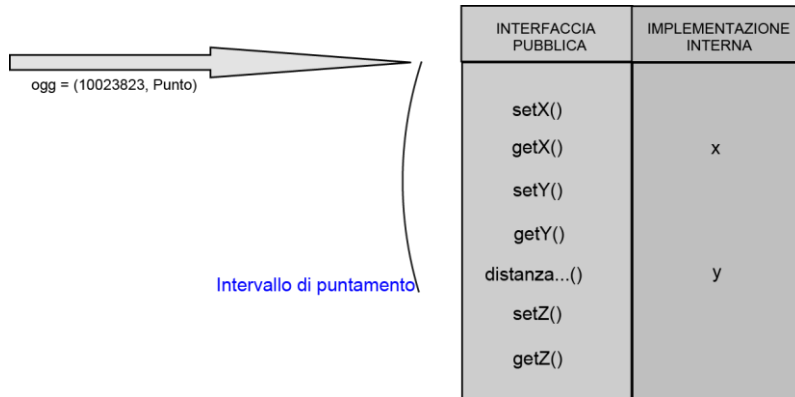 INTERFACCIA
PUBBLICA
IMPLEMENTAZIONE
INTERNA
ogg = (10023823, Punto)
setX()
getX()
x
setY()
getY()
Intervallo di puntamento
distanza...()
y
setZ()
getZ()